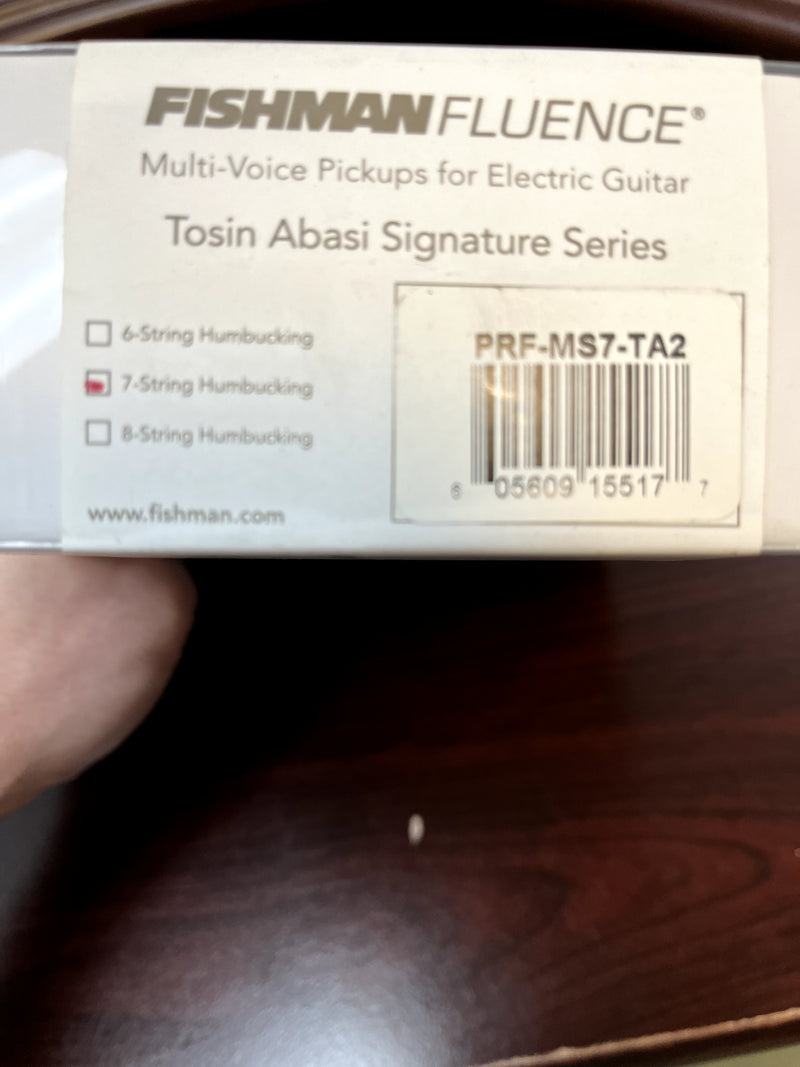 FISHMAN FLUENCE®
Multi-Voice Pickups for Electric Guitar
Tosin Abasi Signature Series
6-String Humbucking
7-String Humbucking
8-String Humbucking
www.fishman.com
PRF-MS7-TA2
6 05609 15517 7